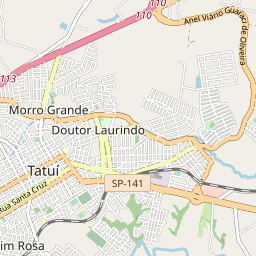 110
110
Anel Viário Guaraç de Oliveira
113
Morro Grande
Doutor Laurindo
Tatuí
Rua Santa Cruz
SP-141
im Rosa